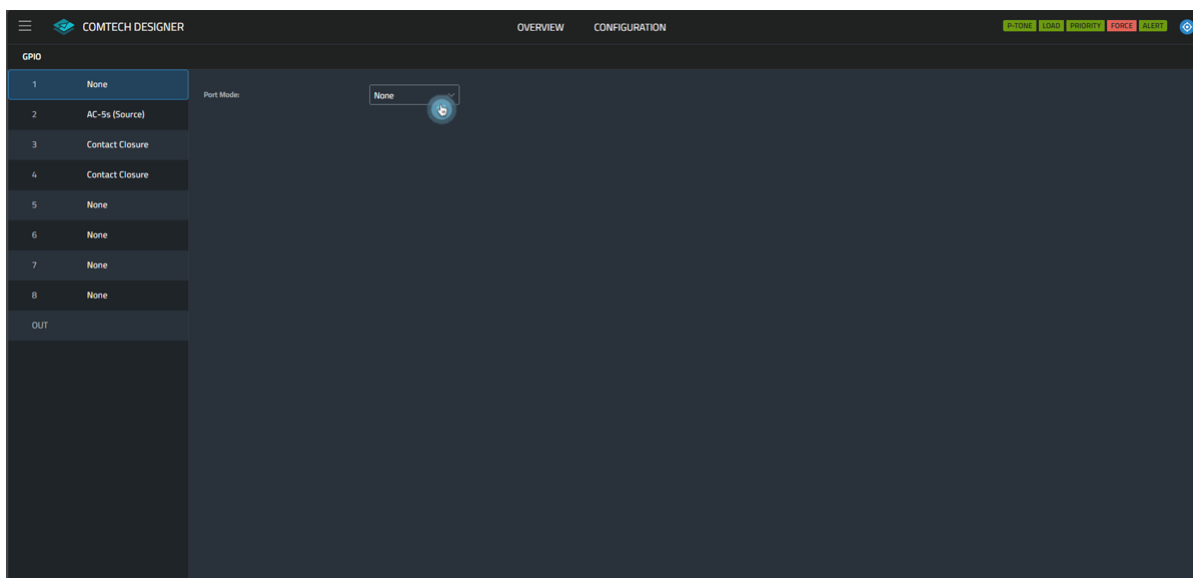 COMTECH DESIGNER
OVERVIEW CONFIGURATION
P-TONE LOAD PRIORITY FORCE ALERT
GPIO
1 None
Port Mode: None
2 AC-5s (Source)
3 Contact Closure
4 Contact Closure
5 None
6 None
7 None
8 None
OUT